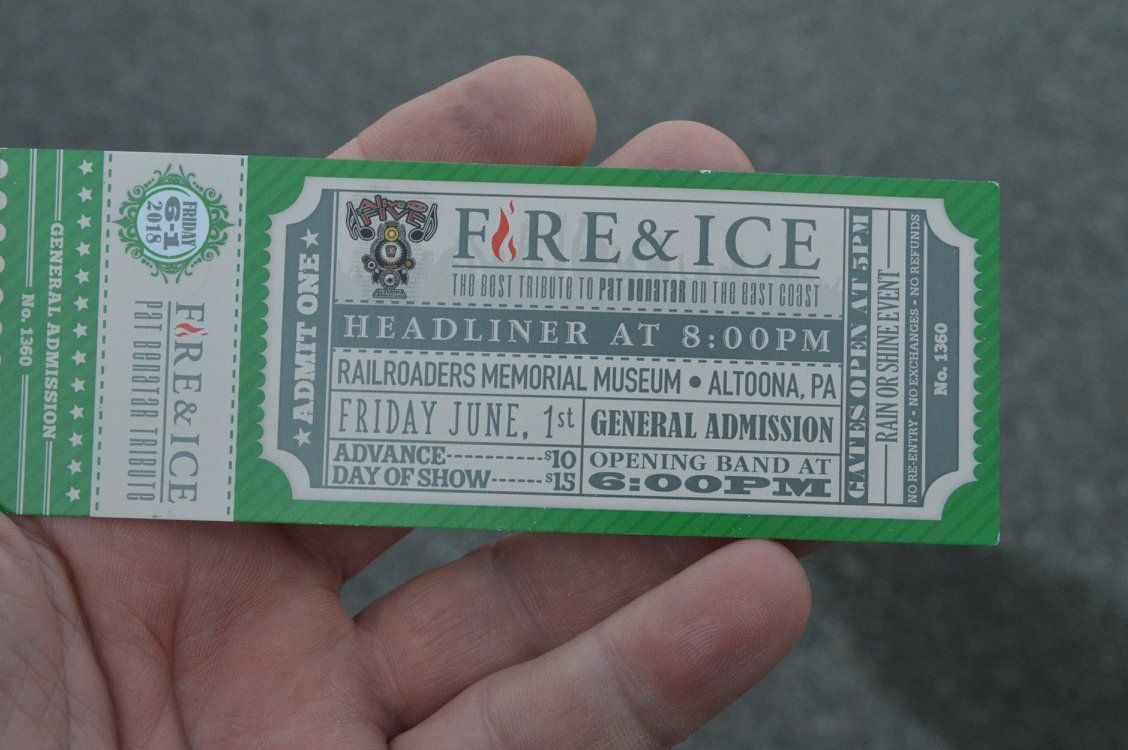 GENERAL ADMISSION
No. 1360
FRIDAY
6-1
2018
FIRE & ICE
PAT BENATAR TRIBUTE
ADMIT ONE
ALIVE
ALTOONA
FIRE & ICE
THE BEST TRIBUTE TO PAT BENATAR ON THE EAST COAST
HEADLINER AT 8:00PM
RAILROADERS MEMORIAL MUSEUM • ALTOONA, PA
FRIDAY JUNE, 1st
GENERAL ADMISSION
ADVANCE------$10
DAY OF SHOW------$15
OPENING BAND AT
6:00PM
GATES OPEN AT 5PM
RAIN OR SHINE EVENT
NO RE-ENTRY • NO EXCHANGES • NO REFUNDS
No. 1360